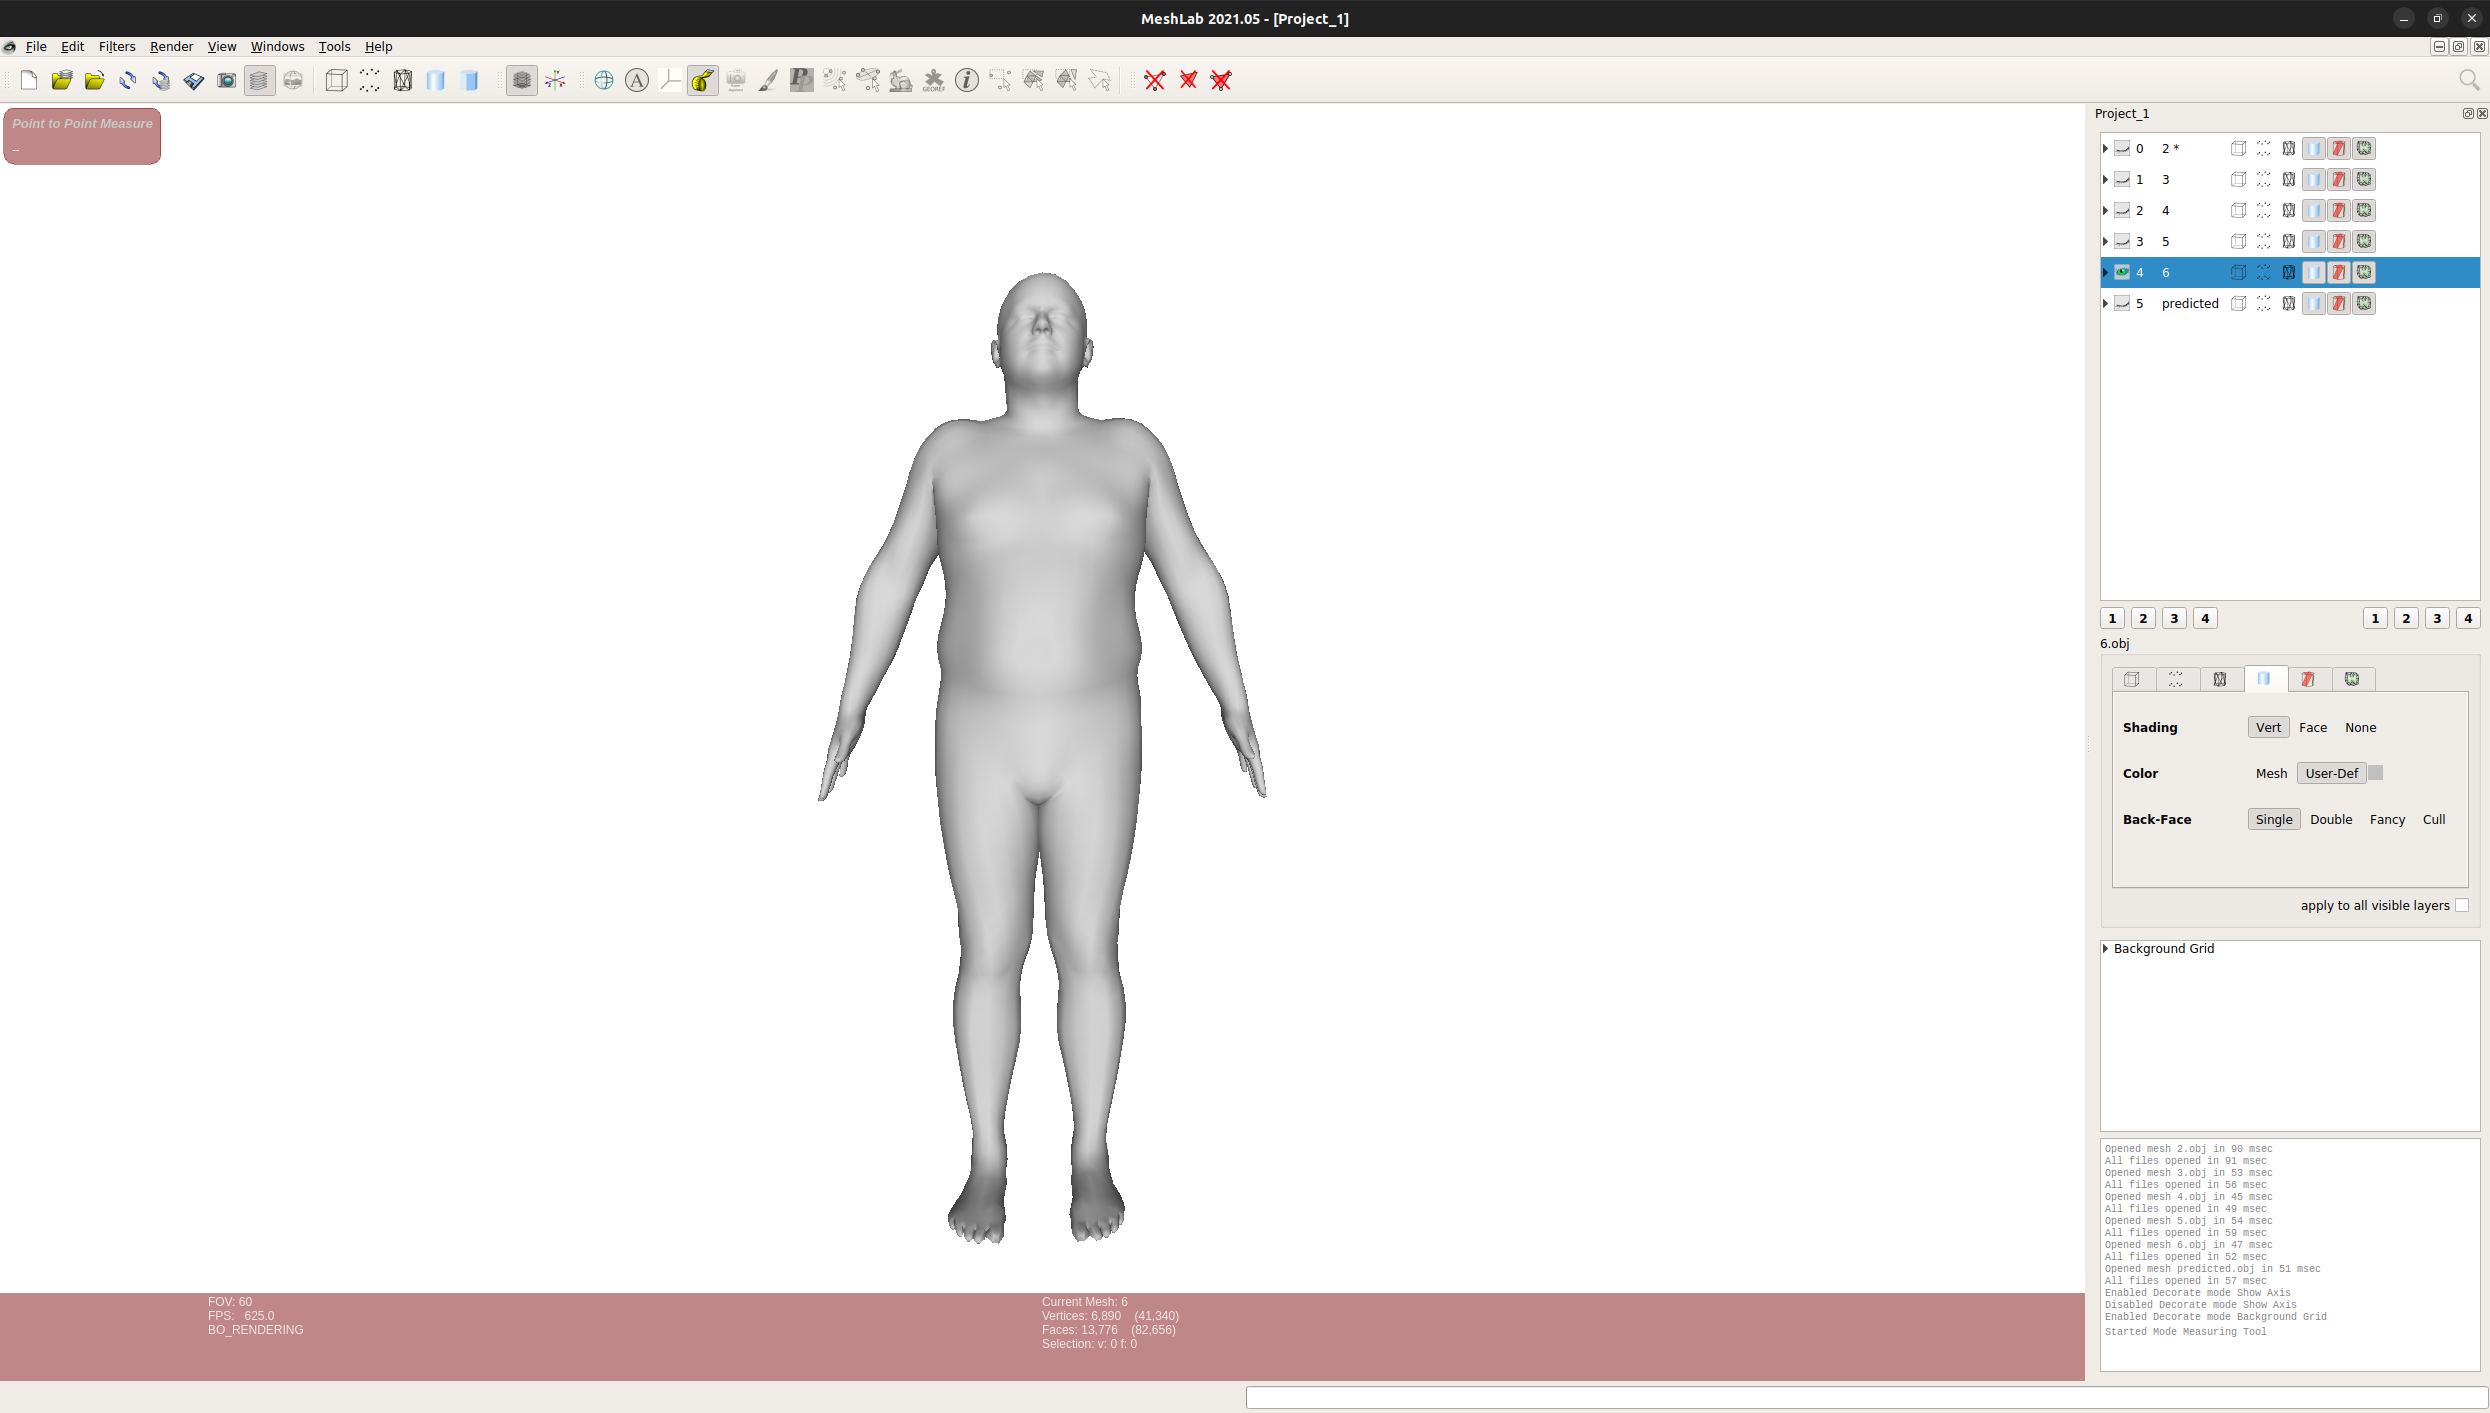 MeshLab 2021.05 - [Project_1]
File Edit Filters Render View Windows Tools Help
A
P
GEOREF
i
Point to Point Measure
--
Project_1
0 2 *
1 3
2 4
3 5
4 6
5 predicted
1 2 3 4 1 2 3 4
6.obj
Shading Vert Face None
Color Mesh User-Def
Back-Face Single Double Fancy Cull
apply to all visible layers
Background Grid
Opened mesh 2.obj in 90 msec
All files opened in 91 msec
Opened mesh 3.obj in 53 msec
All files opened in 56 msec
Opened mesh 4.obj in 45 msec
All files opened in 49 msec
Opened mesh 5.obj in 54 msec
All files opened in 59 msec
Opened mesh 6.obj in 47 msec
All files opened in 52 msec
Opened mesh predicted.obj in 51 msec
All files opened in 57 msec
Enabled Decorate mode Show Axis
Disabled Decorate mode Show Axis
Enabled Decorate mode Background Grid
Started Mode Measuring Tool
FOV: 60
FPS: 625.0
BO_RENDERING
Current Mesh: 6
Vertices: 6,890 (41,340)
Faces: 13,776 (82,656)
Selection: v: 0 f: 0